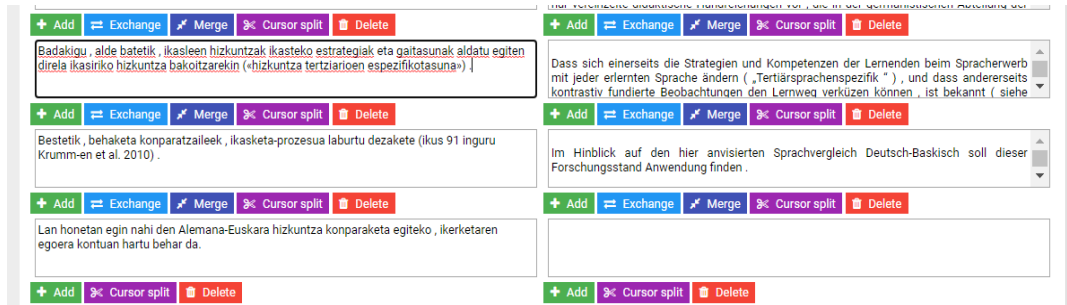 nur vereinzelte didaktische Handreichungen vor , die in der germanistischen Abteilung der
Add Exchange Merge Cursor split Delete Add Exchange Merge Cursor split Delete
Badakigu , alde batetik , ikasleen hizkuntzak ikasteko estrategiak eta gaitasunak aldatu egiten
direla ikasiriko hizkuntza bakoitzarekin («hizkuntza tertziarioen espezifikotasuna») .
Dass sich einerseits die Strategien und Kompetenzen der Lernenden beim Spracherwerb
mit jeder erlernten Sprache ändern ( „Tertiärsprachenspezifik “ ) , und dass andererseits
kontrastiv fundierte Beobachtungen den Lernweg verküzen können , ist bekannt ( siehe
Add Exchange Merge Cursor split Delete Add Exchange Merge Cursor split Delete
Bestetik , behaketa konparatzaileek , ikasketa-prozesua laburtu dezakete (ikus 91 inguru
Krumm-en et al. 2010) .
Im Hinblick auf den hier anvisierten Sprachvergleich Deutsch-Baskisch soll dieser
Forschungsstand Anwendung finden .
Add Exchange Merge Cursor split Delete Add Exchange Merge Cursor split Delete
Lan honetan egin nahi den Alemana-Euskara hizkuntza konparaketa egiteko , ikerketaren
egoera kontuan hartu behar da.
Add Cursor split Delete Add Cursor split Delete